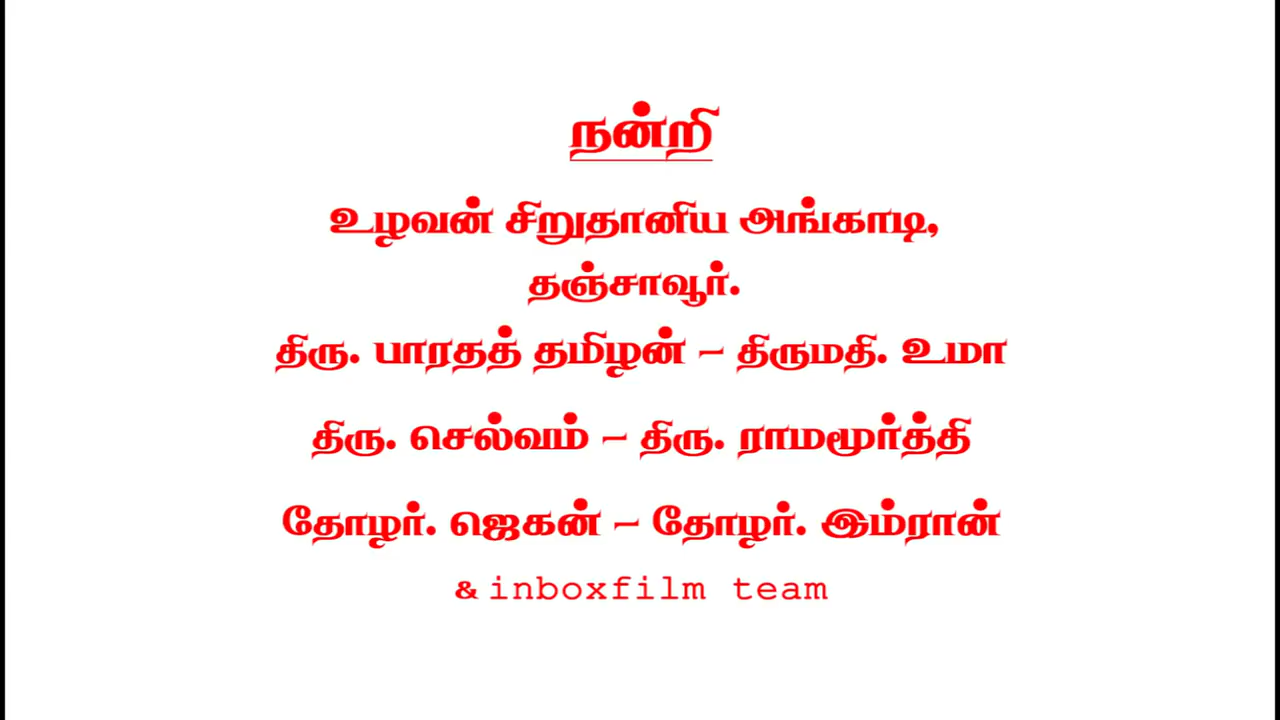 நன்றி
உழவன் சிறுதானிய அங்காடி,
தஞ்சாவூர்.
திரு. பாரதத் தமிழன் – திருமதி. உமா
திரு. செல்வம் – திரு. ராமமூர்த்தி
தோழர். ஜெகன் – தோழர். இம்ரான்
& inboxfilm team